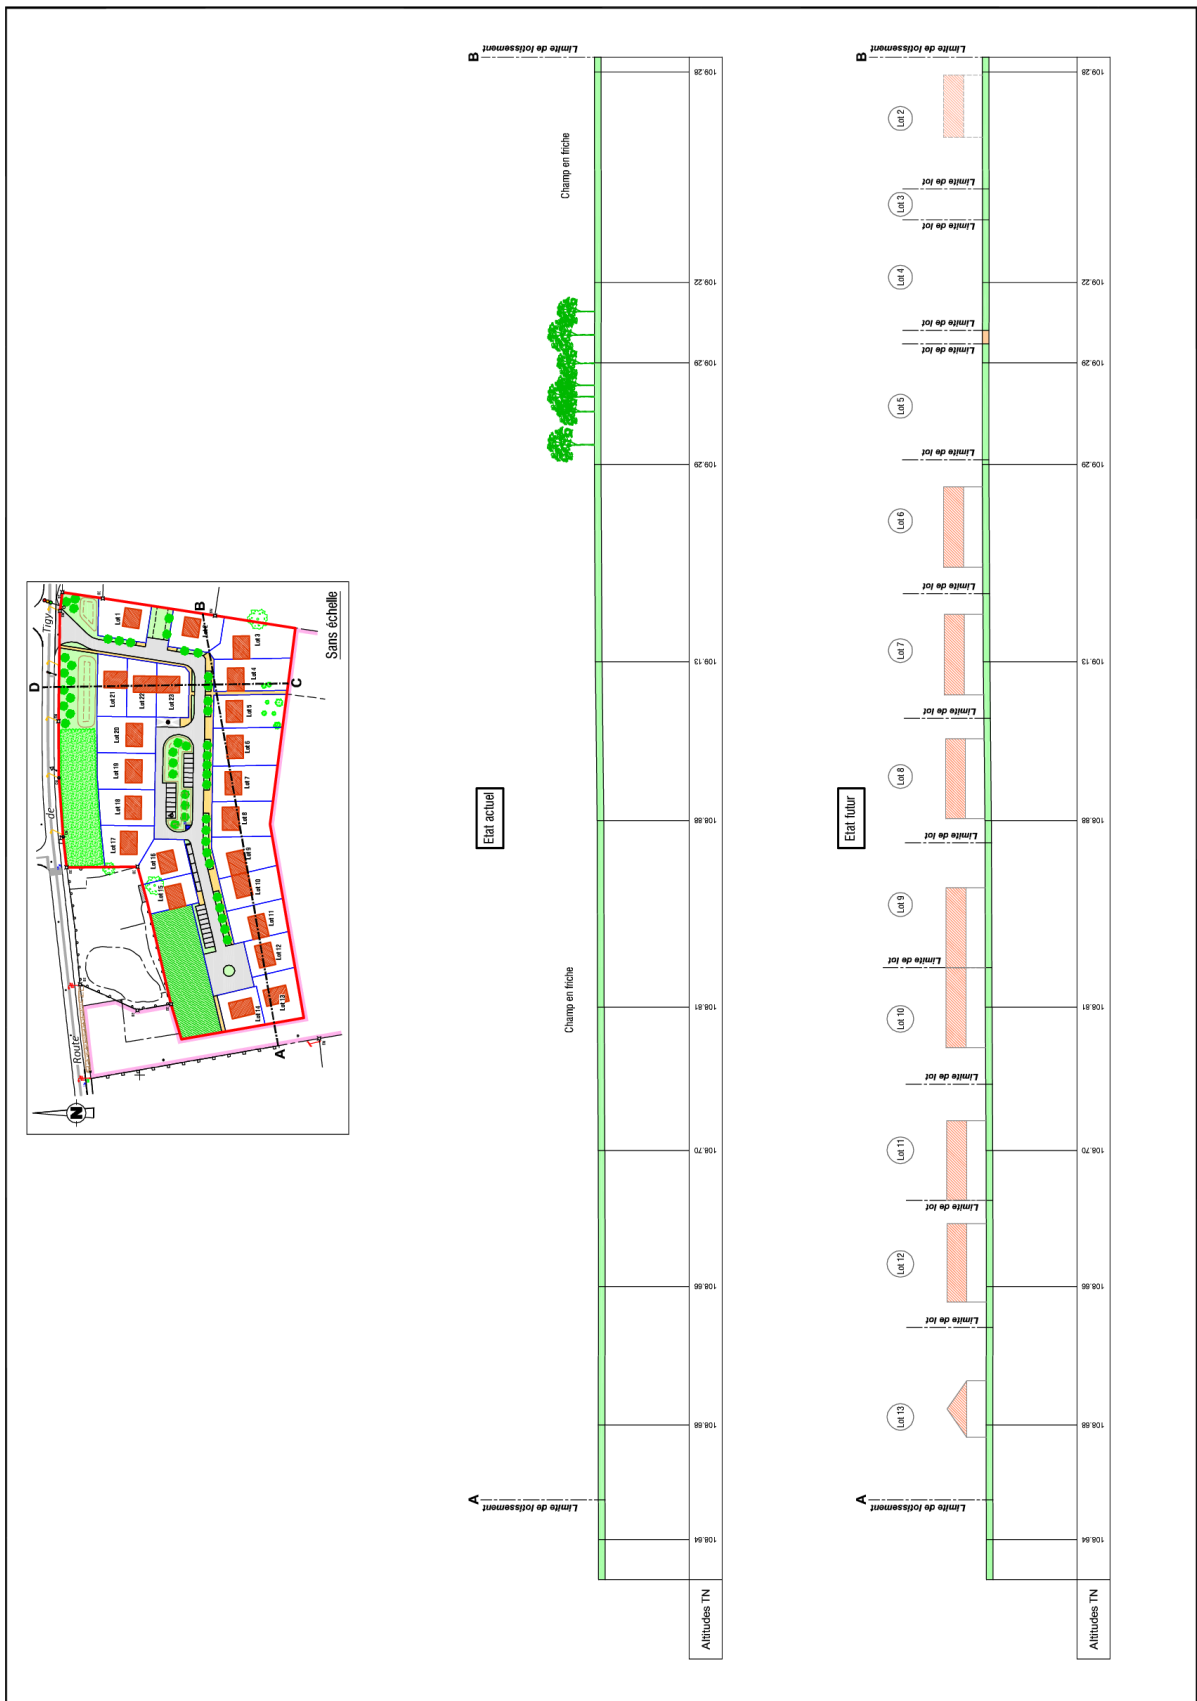 Route
de
Tigy
N
Sans échelle
A
B
C
D
Lot 1
Lot 3
Lot 4
Lot 5
Lot 6
Lot 7
Lot 8
Lot 9
Lot 10
Lot 11
Lot 12
Lot 13
Lot 14
Lot 15
Lot 16
Lot 17
Lot 18
Lot 19
Lot 20
Lot 21
Lot 22
Lot 23
Etat actuel
A
Limite de lotissement
B
Limite de lotissement
Champ en friche
Champ en friche
Altitudes TN
108.64
108.68
108.66
108.70
108.81
108.88
109.13
109.29
109.29
109.22
109.28
Etat futur
A
Limite de lotissement
B
Limite de lotissement
Lot 13
Limite de lot
Lot 12
Limite de lot
Lot 11
Limite de lot
Lot 10
Limite de lot
Lot 9
Limite de lot
Lot 8
Limite de lot
Lot 7
Limite de lot
Lot 6
Limite de lot
Lot 5
Limite de lot
Limite de lot
Lot 4
Limite de lot
Lot 3
Limite de lot
Lot 2
Altitudes TN
108.64
108.68
108.66
108.70
108.81
108.88
109.13
109.29
109.29
109.22
109.28